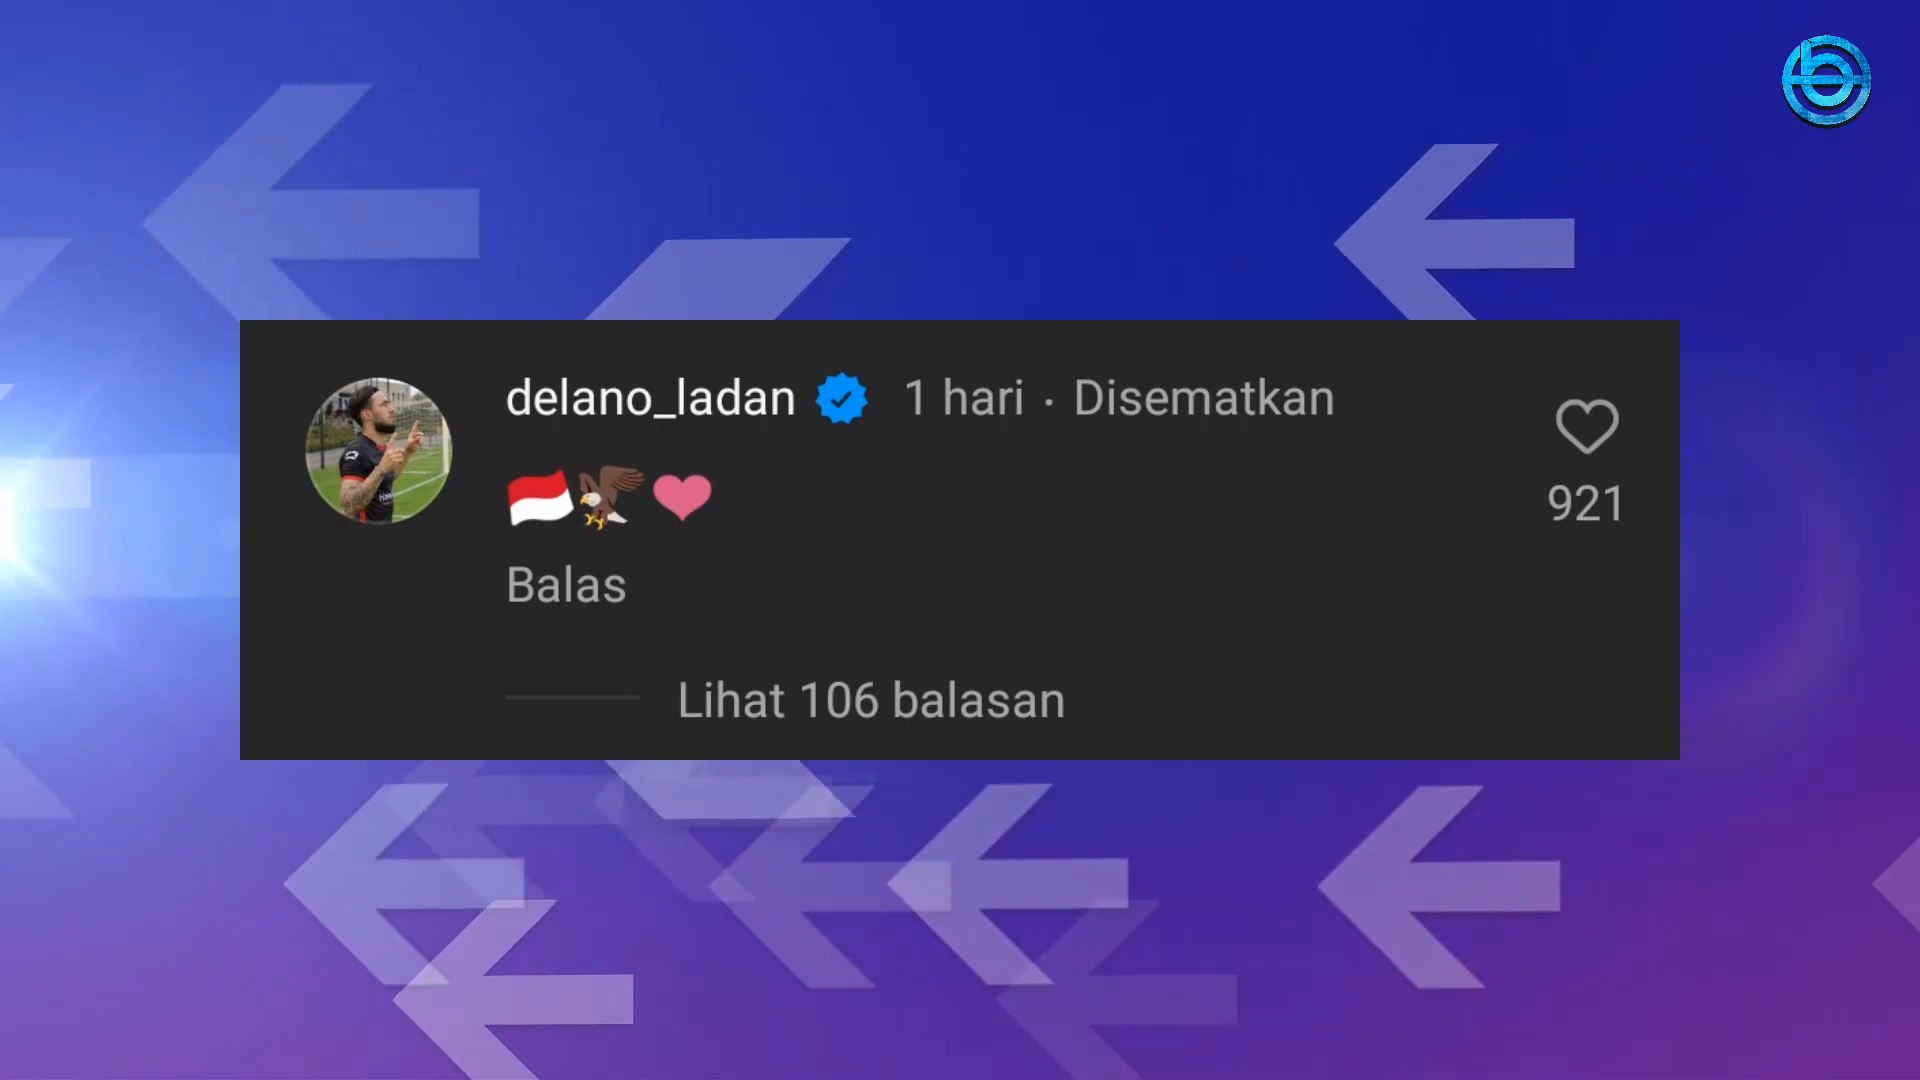 delano_ladan 1 hari · Disematkan
🇮🇩🦅🩷
921
Balas
Lihat 106 balasan